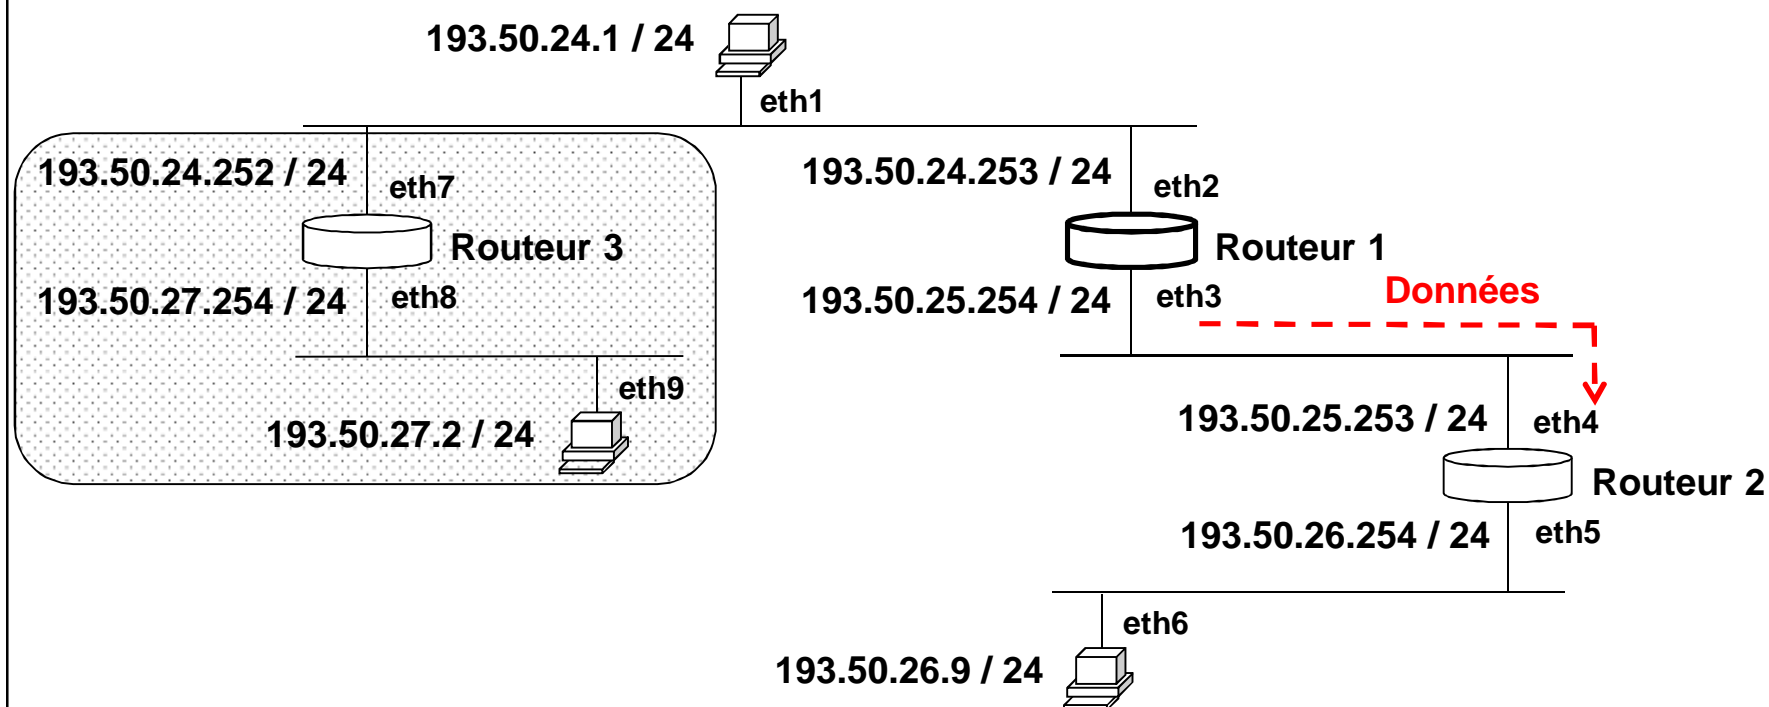 193.50.24.1 / 24
eth1
193.50.24.252 / 24
eth7
193.50.24.253 / 24
eth2
Routeur 3
Routeur 1
193.50.27.254 / 24
eth8
193.50.25.254 / 24
eth3
Données
eth9
193.50.27.2 / 24
193.50.25.253 / 24
eth4
Routeur 2
193.50.26.254 / 24
eth5
eth6
193.50.26.9 / 24